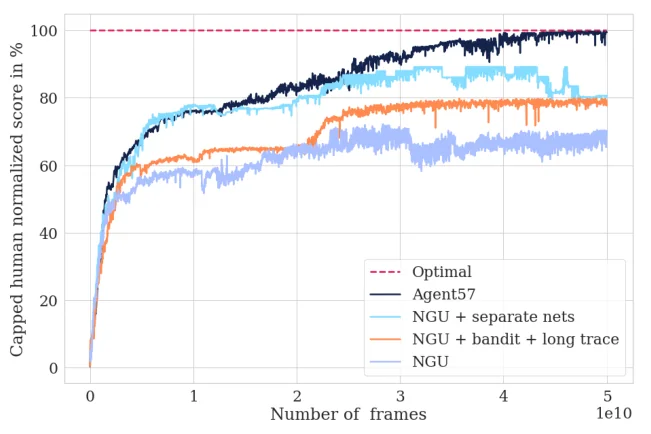 Capped human normalized score in %
100
80
60
40
20
0
Optimal
Agent57
NGU + separate nets
NGU + bandit + long trace
NGU
0 1 2 3 4 5
1e10
Number of frames